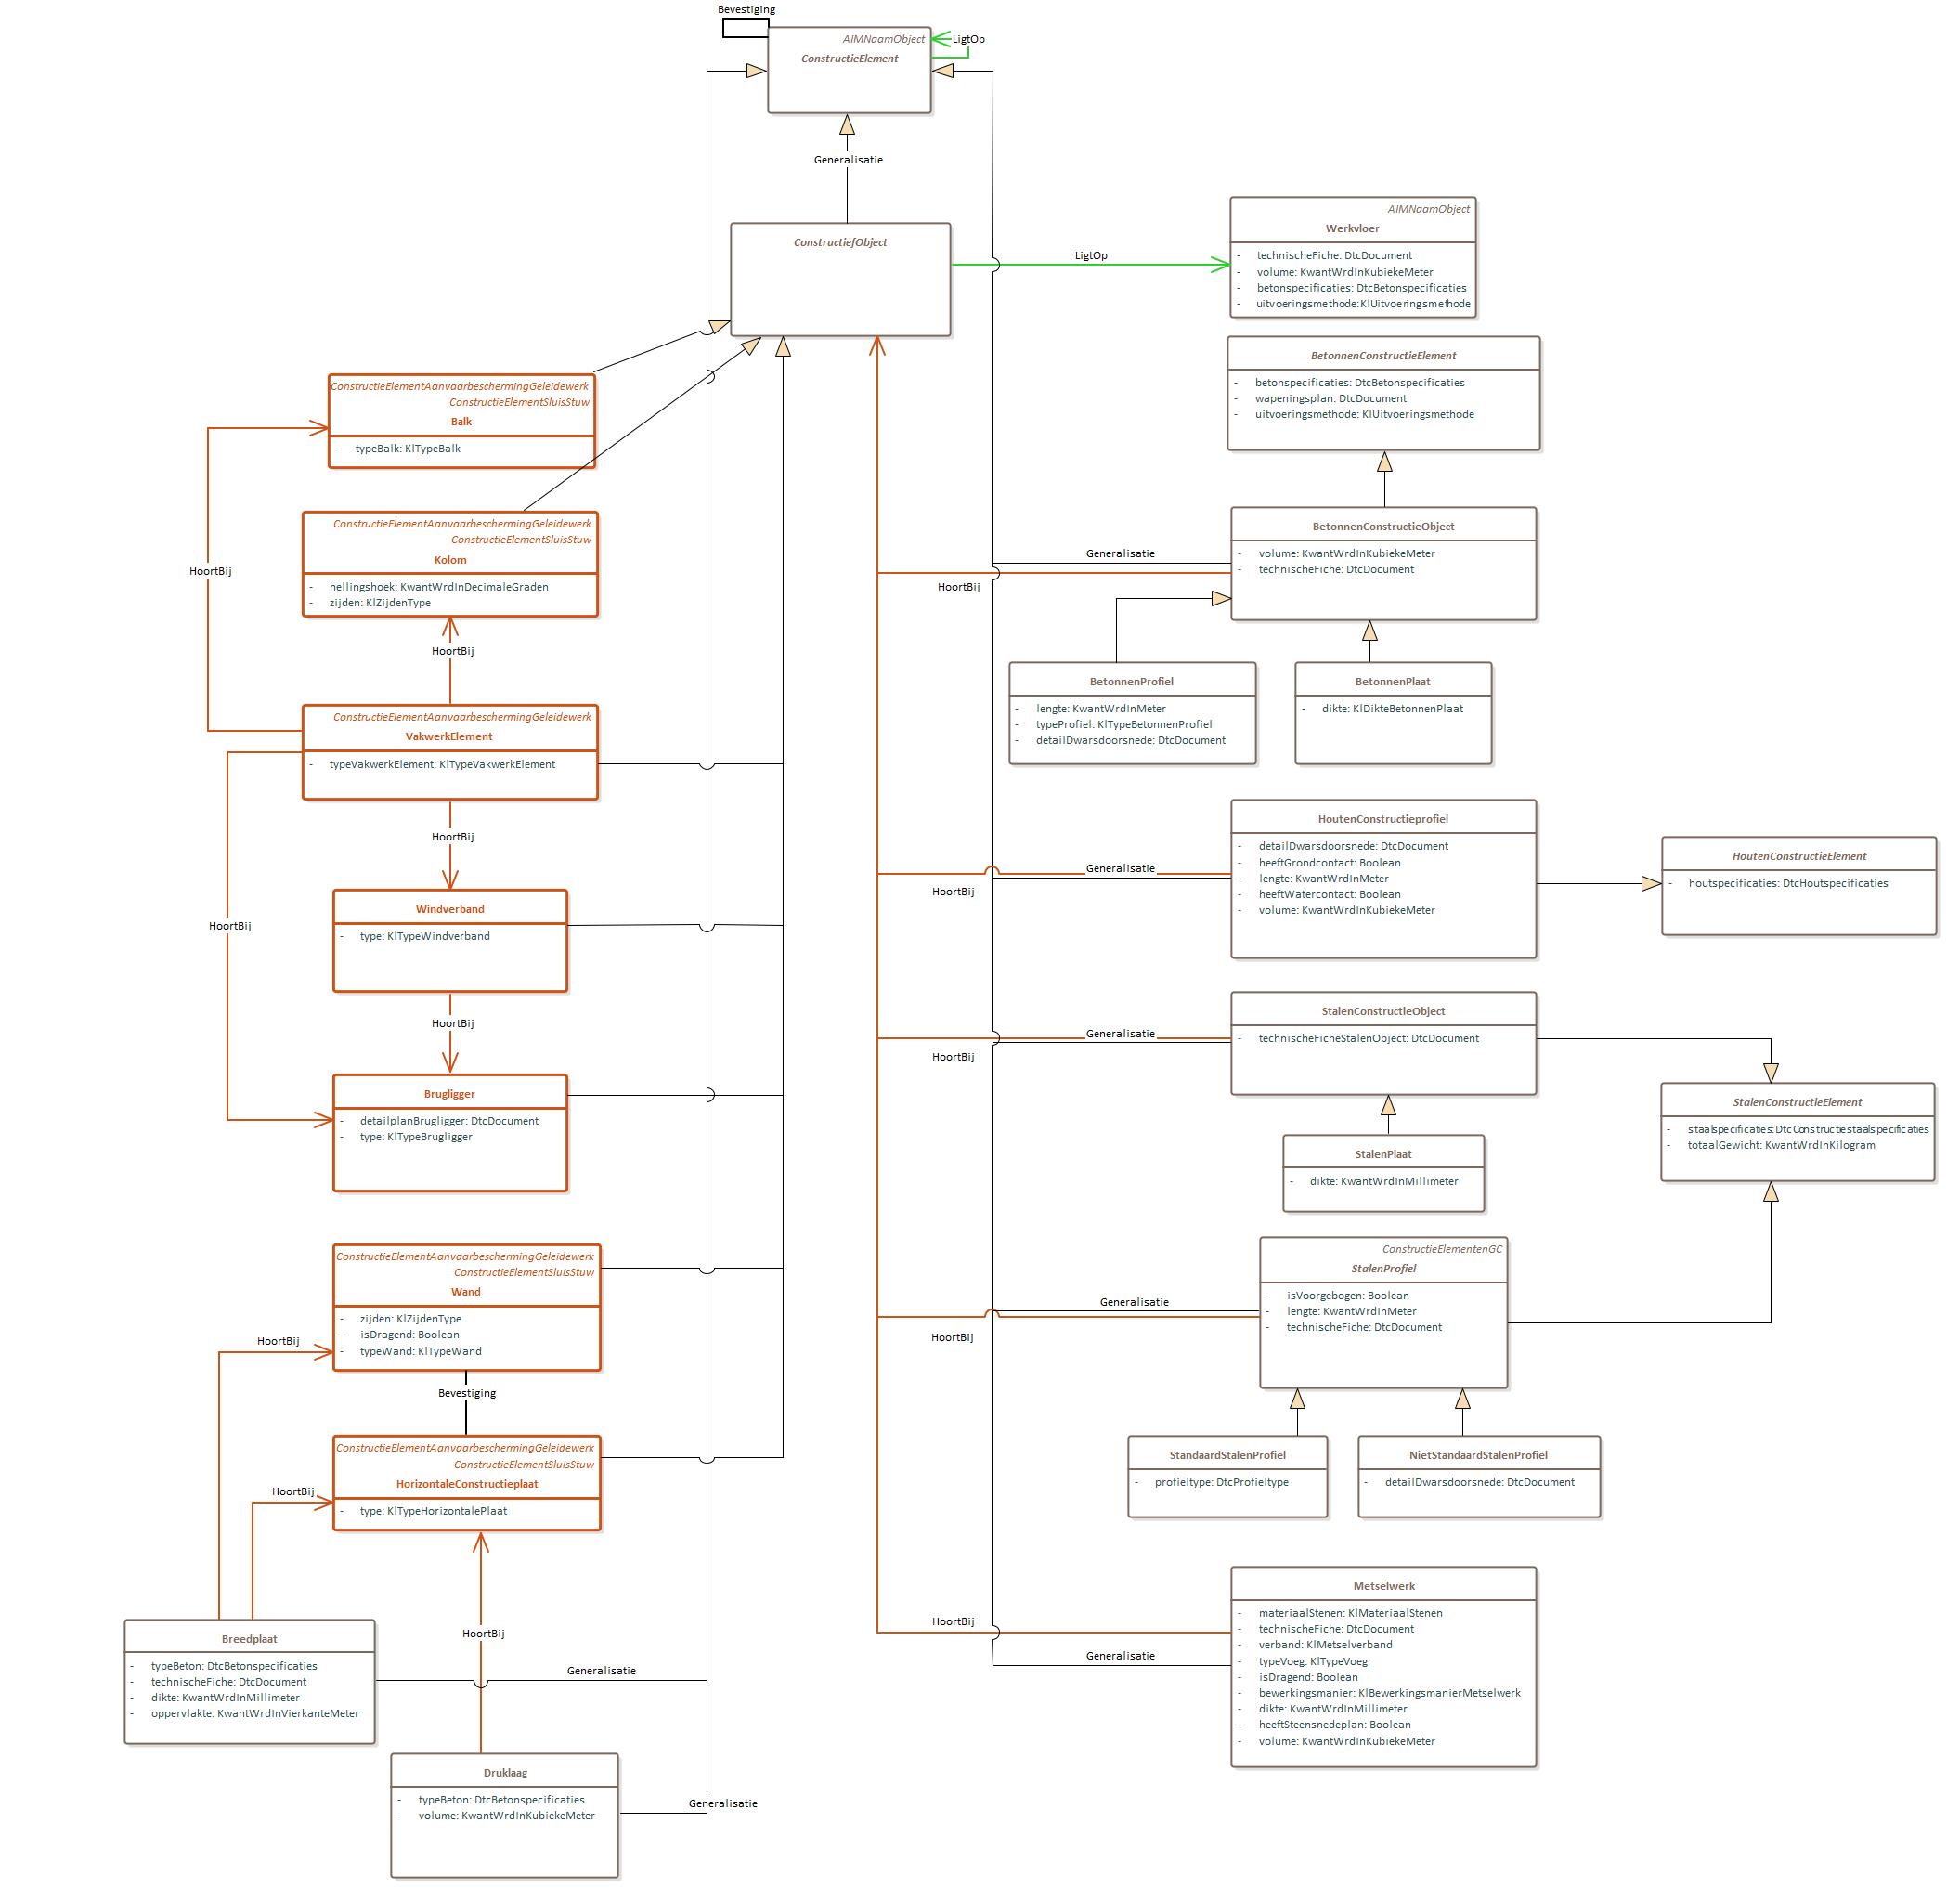 Bevestiging
AIMNaamObject
ConstructieElement
LigtOp
Generalisatie
ConstructiefObject
LigtOp
AIMNaamObject
Werkvloer
- technischeFiche: DtcDocument
- volume: KwantWrdInKubiekeMeter
- betonspecificaties: DtcBetonspecificaties
- uitvoeringsmethode: KlUitvoeringsmethode
BetonnenConstructieElement
- betonspecificaties: DtcBetonspecificaties
- wapeningsplan: DtcDocument
- uitvoeringsmethode: KlUitvoeringsmethode
ConstructieElementAanvaarbeschermingGeleidewerk
ConstructieElementSluisStuw
Balk
- typeBalk: KlTypeBalk
ConstructieElementAanvaarbeschermingGeleidewerk
ConstructieElementSluisStuw
Kolom
- hellingshoek: KwantWrdInDecimaleGraden
- zijden: KlZijdenType
HoortBij
HoortBij
ConstructieElementAanvaarbeschermingGeleidewerk
VakwerkElement
- typeVakwerkElement: KlTypeVakwerkElement
HoortBij
HoortBij
Windverband
- type: KlTypeWindverband
HoortBij
Brugligger
- detailplanBrugligger: DtcDocument
- type: KlTypeBrugligger
ConstructieElementAanvaarbeschermingGeleidewerk
ConstructieElementSluisStuw
Wand
- zijden: KlZijdenType
- isDragend: Boolean
- typeWand: KlTypeWand
HoortBij
Bevestiging
ConstructieElementAanvaarbeschermingGeleidewerk
ConstructieElementSluisStuw
HorizontaleConstructieplaat
- type: KlTypeHorizontalePlaat
HoortBij
HoortBij
Breedplaat
- typeBeton: DtcBetonspecificaties
- technischeFiche: DtcDocument
- dikte: KwantWrdInMillimeter
- oppervlakte: KwantWrdInVierkanteMeter
Generalisatie
Druklaag
- typeBeton: DtcBetonspecificaties
- volume: KwantWrdInKubiekeMeter
Generalisatie
BetonnenConstructieObject
- volume: KwantWrdInKubiekeMeter
- technischeFiche: DtcDocument
Generalisatie
HoortBij
BetonnenProfiel
- lengte: KwantWrdInMeter
- typeProfiel: KlTypeBetonnenProfiel
- detailDwarsdoorsnede: DtcDocument
BetonnenPlaat
- dikte: KlDikteBetonnenPlaat
HoutenConstructieprofiel
- detailDwarsdoorsnede: DtcDocument
- heeftGrondcontact: Boolean
- lengte: KwantWrdInMeter
- heeftWatercontact: Boolean
- volume: KwantWrdInKubiekeMeter
Generalisatie
HoortBij
HoutenConstructieElement
- houtspecificaties: DtcHoutspecificaties
StalenConstructieObject
- technischeFicheStalenObject: DtcDocument
Generalisatie
HoortBij
StalenConstructieElement
- staalspecificaties: DtcConstructiestaalspecificaties
- totaalGewicht: KwantWrdInKilogram
StalenPlaat
- dikte: KwantWrdInMillimeter
ConstructieElementenGC
StalenProfiel
- isVoorgebogen: Boolean
- lengte: KwantWrdInMeter
- technischeFiche: DtcDocument
Generalisatie
HoortBij
StandaardStalenProfiel
- profieltype: DtcProfieltype
NietStandaardStalenProfiel
- detailDwarsdoorsnede: DtcDocument
Metselwerk
- materiaalStenen: KlMateriaalStenen
- technischeFiche: DtcDocument
- verband: KlMetselverband
- typeVoeg: KlTypeVoeg
- isDragend: Boolean
- bewerkingsmanier: KlBewerkingsmanierMetselwerk
- dikte: KwantWrdInMillimeter
- heeftSteensnedeplan: Boolean
- volume: KwantWrdInKubiekeMeter
HoortBij
Generalisatie